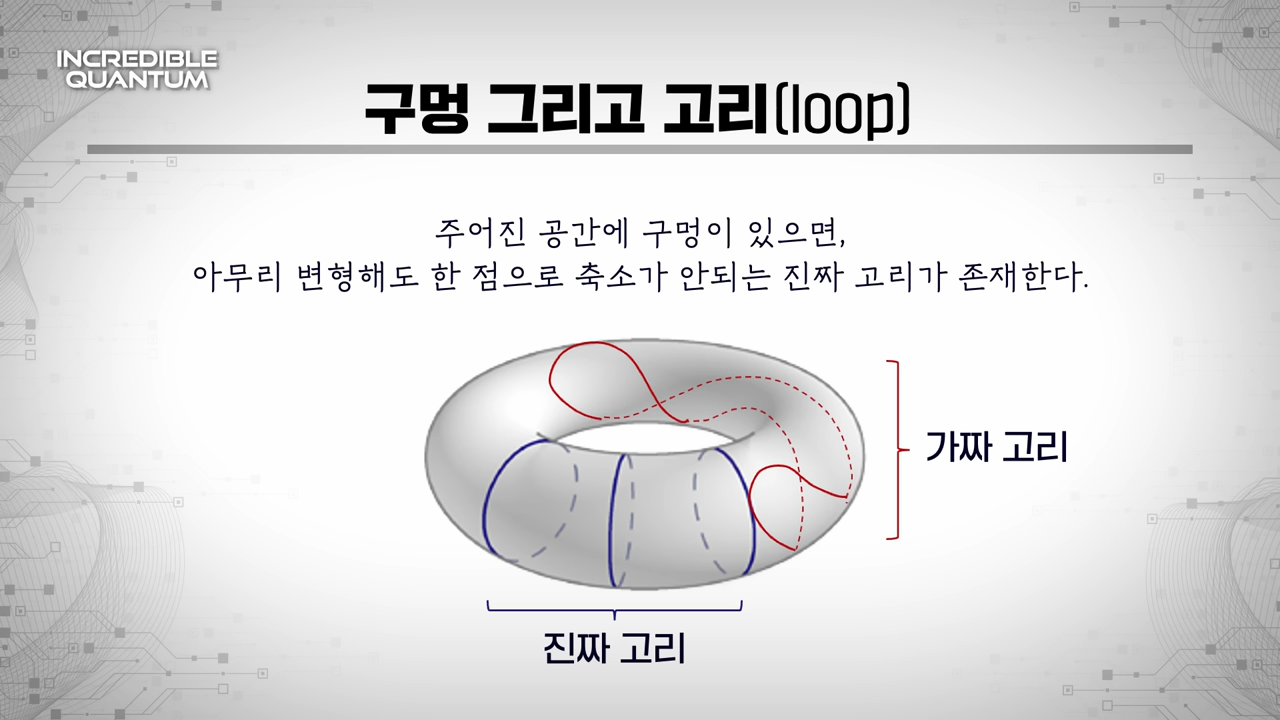 INCREDIBLE
QUANTUM
구멍 그리고 고리(loop)
주어진 공간에 구멍이 있으면,
아무리 변형해도 한 점으로 축소가 안되는 진짜 고리가 존재한다.
가짜 고리
진짜 고리